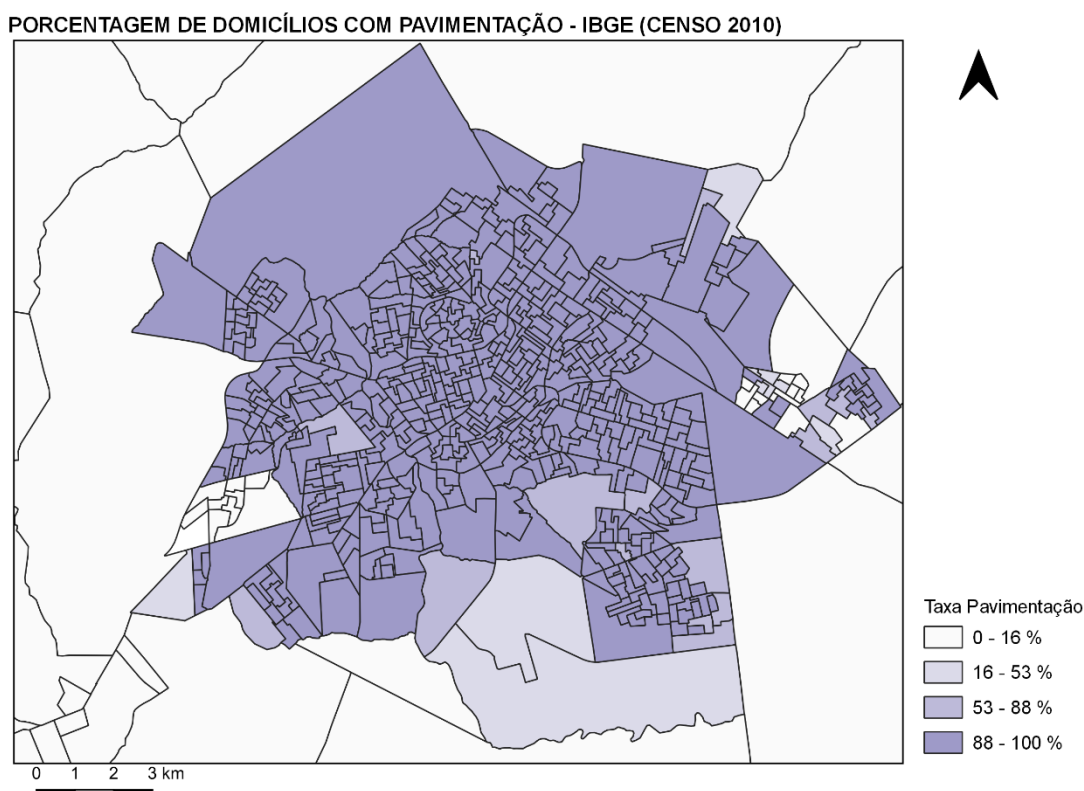 PORCENTAGEM DE DOMICÍLIOS COM PAVIMENTAÇÃO - IBGE (CENSO 2010)
Taxa Pavimentação
0 - 16 %
16 - 53 %
53 - 88 %
88 - 100 %
0 1 2 3 km